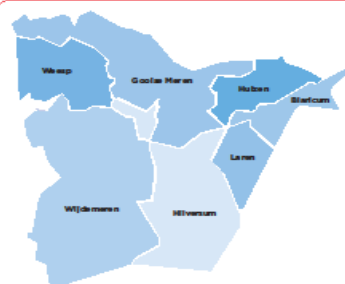 Weesp
Gooise Meren
Huizen
Blaricum
Laren
Wijdemeren
Hilversum